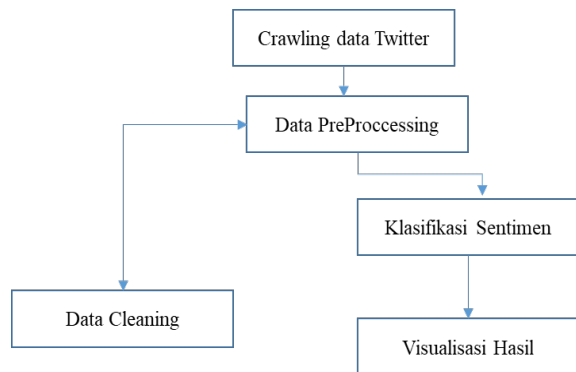 Crawling data Twitter
Data PreProccessing
Klasifikasi Sentimen
Data Cleaning
Visualisasi Hasil